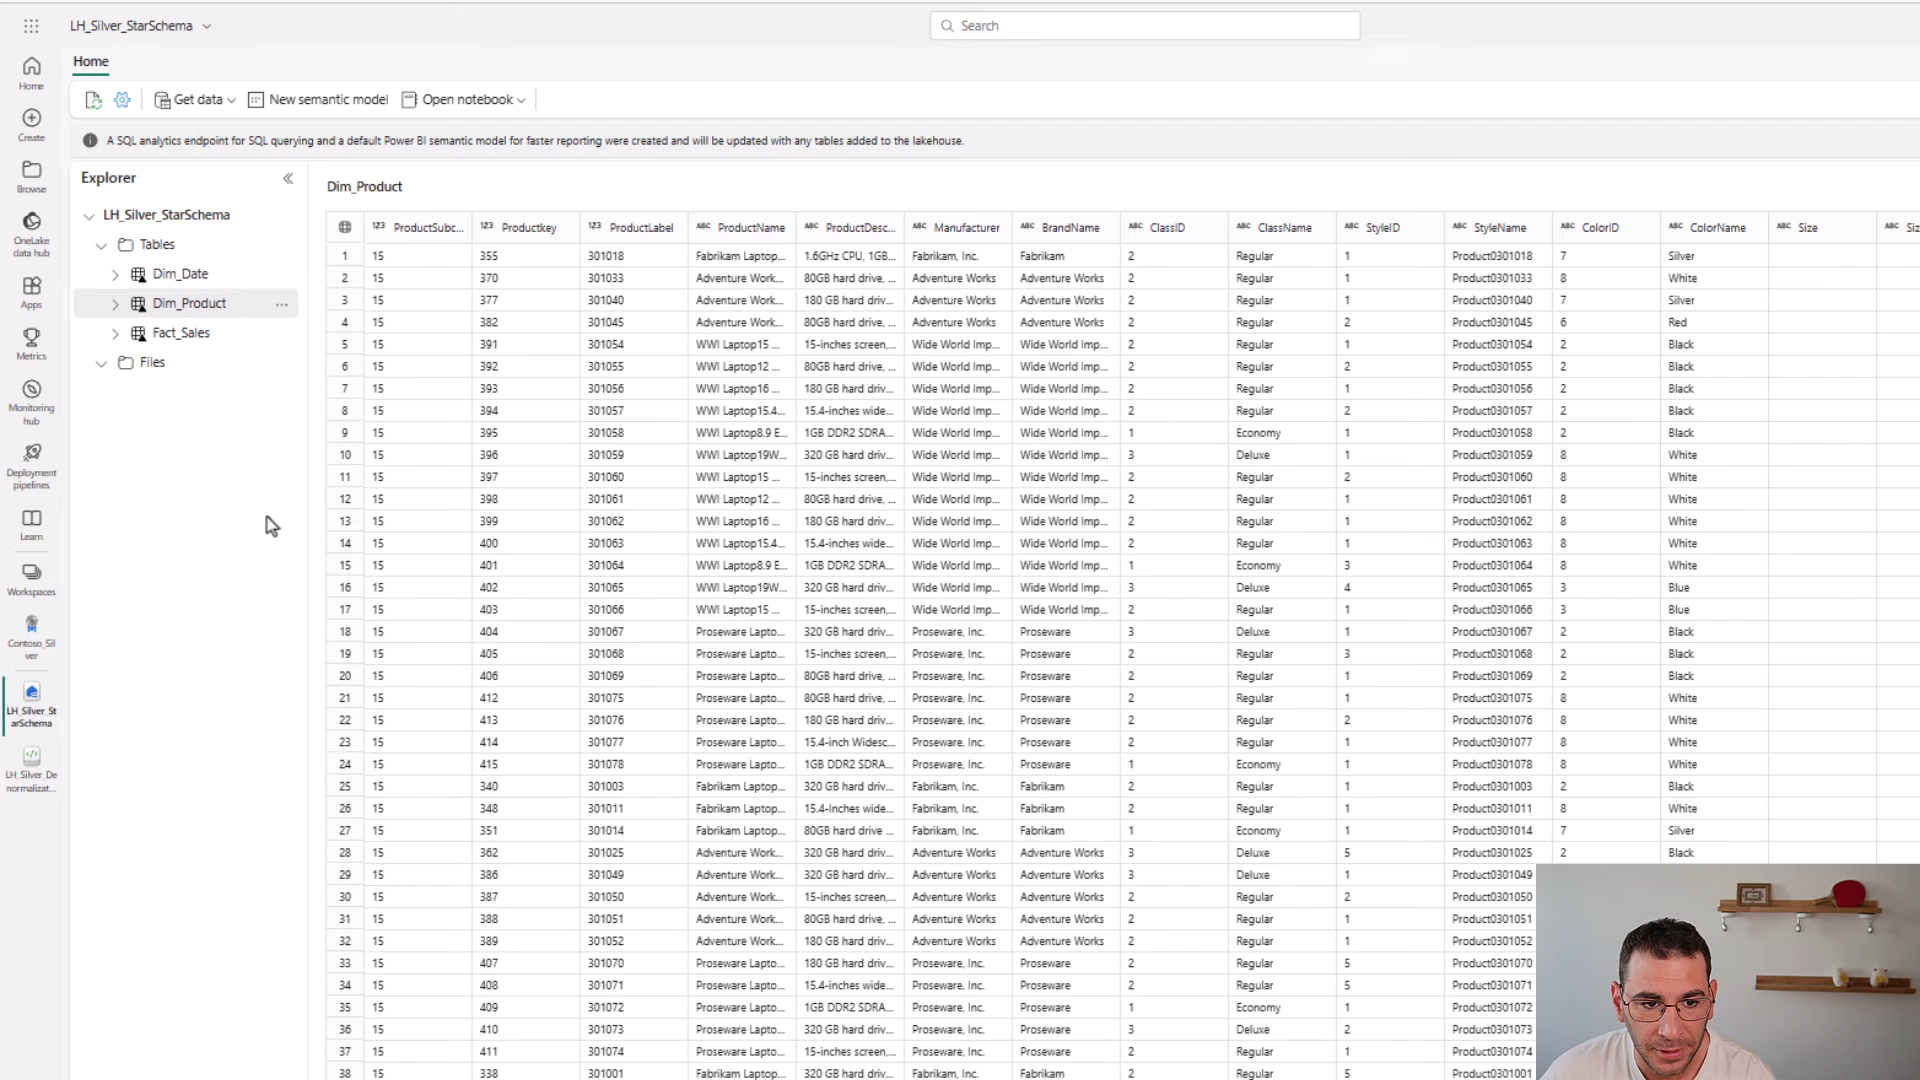 LH_Silver_StarSchema
Search
Home
Get data
New semantic model
Open notebook
A SQL analytics endpoint for SQL querying and a default Power BI semantic model for faster reporting were created and will be updated with any tables added to the lakehouse.
Home
Create
Browse
OneLake
data hub
Apps
Metrics
Monitoring
hub
Deployment
pipelines
Learn
Workspaces
Contoso_Sil
ver
LH_Silver_St
arSchema
LH_Silver_De
normalizat...
Explorer
LH_Silver_StarSchema
Tables
Dim_Date
Dim_Product
...
Fact_Sales
Files
Dim_Product
123 ProductSubc... 123 Productkey 123 ProductLabel ABC ProductName ABC ProductDesc... ABC Manufacturer ABC BrandName ABC ClassID ABC ClassName ABC StyleID ABC StyleName ABC ColorID ABC ColorName ABC Size ABC Siz
1 15 355 301018 Fabrikam Laptop... 1.6GHz CPU, 1GB... Fabrikam, Inc. Fabrikam 2 Regular 1 Product0301018 7 Silver
2 15 370 301033 Adventure Work... 80GB hard drive, ... Adventure Works Adventure Works 2 Regular 1 Product0301033 8 White
3 15 377 301040 Adventure Work... 180 GB hard driv... Adventure Works Adventure Works 2 Regular 1 Product0301040 7 Silver
4 15 382 301045 Adventure Work... 80GB hard drive, ... Adventure Works Adventure Works 2 Regular 2 Product0301045 6 Red
5 15 391 301054 WWI Laptop15 ... 15-inches screen,... Wide World Imp... Wide World Imp... 2 Regular 1 Product0301054 2 Black
6 15 392 301055 WWI Laptop12 ... 80GB hard drive, ... Wide World Imp... Wide World Imp... 2 Regular 2 Product0301055 2 Black
7 15 393 301056 WWI Laptop16 ... 180 GB hard driv... Wide World Imp... Wide World Imp... 2 Regular 1 Product0301056 2 Black
8 15 394 301057 WWI Laptop15.4... 15.4-inches wide... Wide World Imp... Wide World Imp... 2 Regular 2 Product0301057 2 Black
9 15 395 301058 WWI Laptop8.9 E... 1GB DDR2 SDRA... Wide World Imp... Wide World Imp... 1 Economy 1 Product0301058 2 Black
10 15 396 301059 WWI Laptop19W... 320 GB hard driv... Wide World Imp... Wide World Imp... 3 Deluxe 1 Product0301059 8 White
11 15 397 301060 WWI Laptop15 ... 15-inches screen,... Wide World Imp... Wide World Imp... 2 Regular 2 Product0301060 8 White
12 15 398 301061 WWI Laptop12 ... 80GB hard drive, ... Wide World Imp... Wide World Imp... 2 Regular 1 Product0301061 8 White
13 15 399 301062 WWI Laptop16 ... 180 GB hard driv... Wide World Imp... Wide World Imp... 2 Regular 1 Product0301062 8 White
14 15 400 301063 WWI Laptop15.4... 15.4-inches wide... Wide World Imp... Wide World Imp... 2 Regular 1 Product0301063 8 White
15 15 401 301064 WWI Laptop8.9 E... 1GB DDR2 SDRA... Wide World Imp... Wide World Imp... 1 Economy 3 Product0301064 8 White
16 15 402 301065 WWI Laptop19W... 320 GB hard driv... Wide World Imp... Wide World Imp... 3 Deluxe 4 Product0301065 3 Blue
17 15 403 301066 WWI Laptop15 ... 15-inches screen,... Wide World Imp... Wide World Imp... 2 Regular 1 Product0301066 3 Blue
18 15 404 301067 Proseware Lapto... 320 GB hard driv... Proseware, Inc. Proseware 3 Deluxe 1 Product0301067 2 Black
19 15 405 301068 Proseware Lapto... 15-inches screen,... Proseware, Inc. Proseware 2 Regular 3 Product0301068 2 Black
20 15 406 301069 Proseware Lapto... 80GB hard drive, ... Proseware, Inc. Proseware 2 Regular 1 Product0301069 2 Black
21 15 412 301075 Proseware Lapto... 80GB hard drive, ... Proseware, Inc. Proseware 2 Regular 1 Product0301075 8 White
22 15 413 301076 Proseware Lapto... 180 GB hard driv... Proseware, Inc. Proseware 2 Regular 2 Product0301076 8 White
23 15 414 301077 Proseware Lapto... 15.4-inch Widesc... Proseware, Inc. Proseware 2 Regular 1 Product0301077 8 White
24 15 415 301078 Proseware Lapto... 1GB DDR2 SDRA... Proseware, Inc. Proseware 1 Economy 1 Product0301078 8 White
25 15 340 301003 Fabrikam Laptop... 320 GB hard driv... Fabrikam, Inc. Fabrikam 2 Regular 1 Product0301003 2 Black
26 15 348 301011 Fabrikam Laptop... 15.4-Inches wide... Fabrikam, Inc. Fabrikam 2 Regular 1 Product0301011 8 White
27 15 351 301014 Fabrikam Laptop... 80GB hard drive ... Fabrikam, Inc. Fabrikam 1 Economy 1 Product0301014 7 Silver
28 15 362 301025 Adventure Work... 320 GB hard driv... Adventure Works Adventure Works 3 Deluxe 5 Product0301025 2 Black
29 15 386 301049 Adventure Work... 320 GB hard driv... Adventure Works Adventure Works 3 Deluxe 1 Product0301049
30 15 387 301050 Adventure Work... 15-inches screen,... Adventure Works Adventure Works 2 Regular 2 Product0301050
31 15 388 301051 Adventure Work... 80GB hard drive, ... Adventure Works Adventure Works 2 Regular 1 Product0301051
32 15 389 301052 Adventure Work... 180 GB hard driv... Adventure Works Adventure Works 2 Regular 1 Product0301052
33 15 407 301070 Proseware Lapto... 180 GB hard driv... Proseware, Inc. Proseware 2 Regular 5 Product0301070
34 15 408 301071 Proseware Lapto... 15.4-inches wide... Proseware, Inc. Proseware 2 Regular 5 Product0301071
35 15 409 301072 Proseware Lapto... 1GB DDR2 SDRA... Proseware, Inc. Proseware 1 Economy 1 Product0301072
36 15 410 301073 Proseware Lapto... 320 GB hard driv... Proseware, Inc. Proseware 3 Deluxe 2 Product0301073
37 15 411 301074 Proseware Lapto... 15-inches screen,... Proseware, Inc. Proseware 2 Regular 1 Product0301074
38 15 338 301001 Fabrikam Laptop... 320 GB hard driv... Fabrikam, Inc. Fabrikam 2 Regular 5 Product0301001